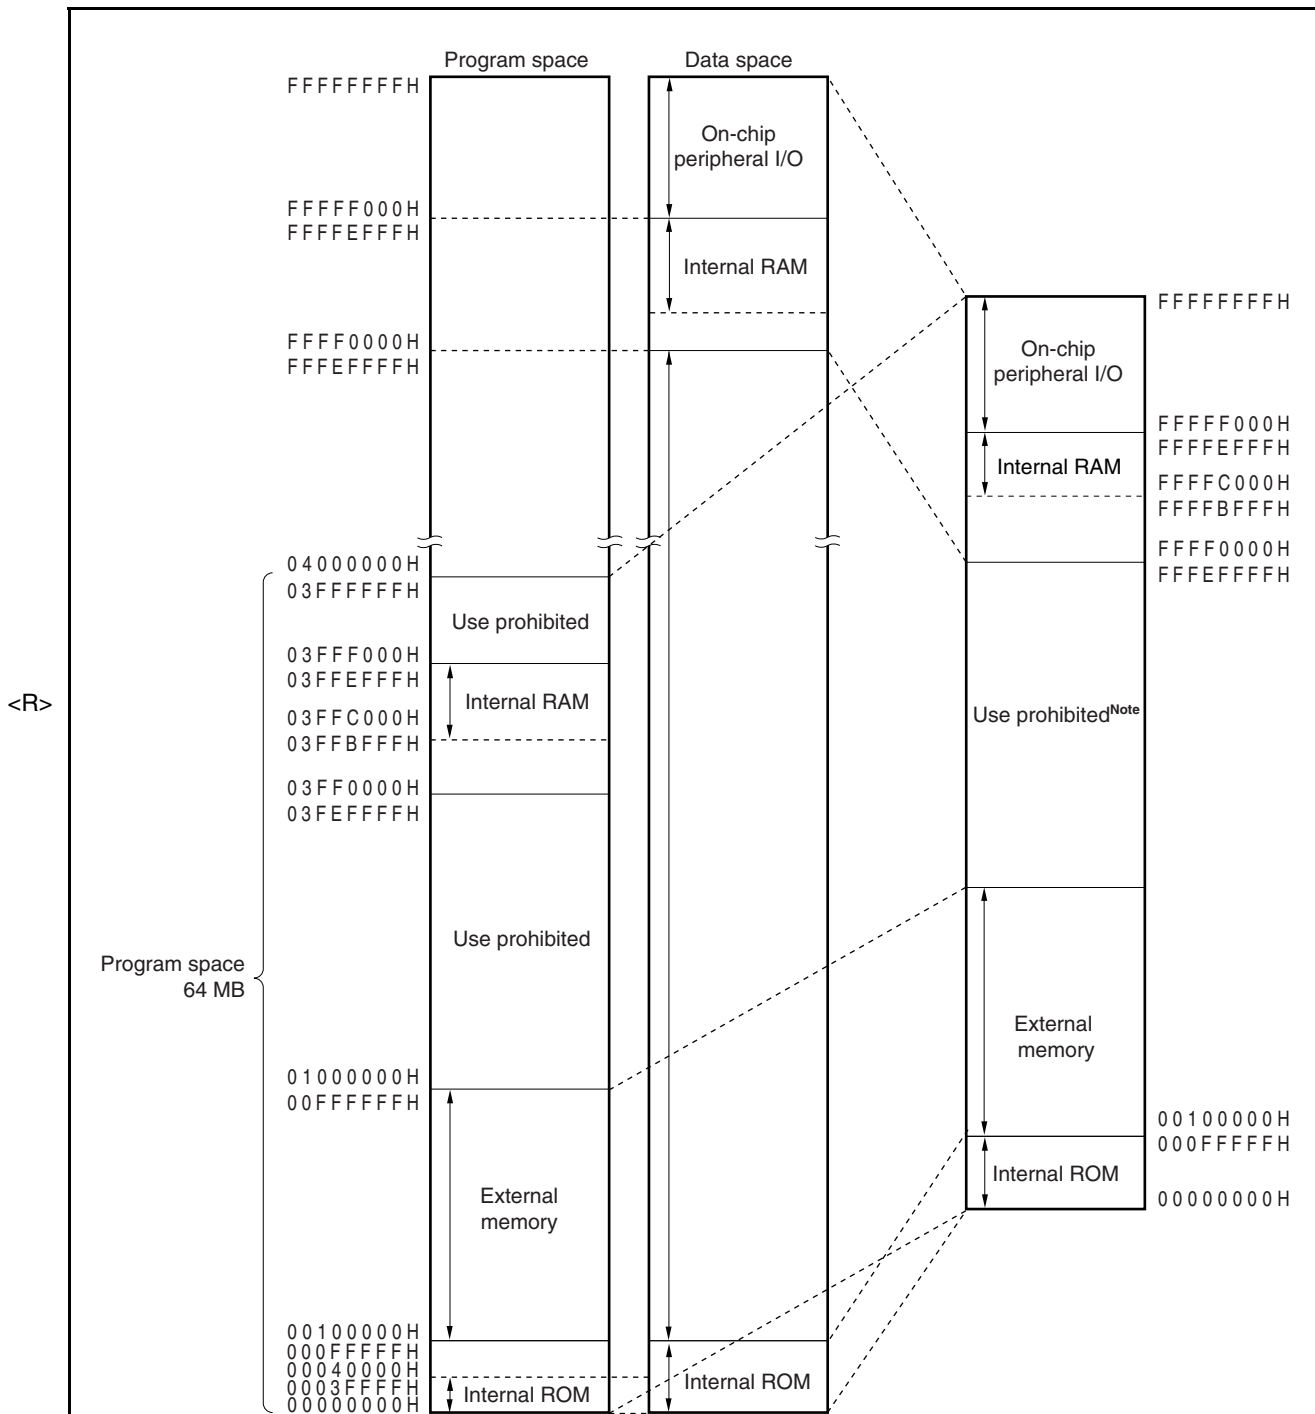 Program space
Data space
FFFFFFFFH
On-chip
peripheral I/O
FFFFF000H
FFFFEFFFH
Internal RAM
FFFF0000H
FFFEFFFFH
04000000H
03FFFFFFH
Use prohibited
03FFF000H
03FFEFFFH
Internal RAM
03FFC000H
03FFBFFFH
03FF0000H
03FEFFFFH
Use prohibited
<R>
Program space
64 MB
01000000H
00FFFFFFH
External
memory
00100000H
000FFFFFH
00040000H
0003FFFFH
00000000H
Internal ROM
Internal ROM
FFFFFFFFH
On-chip
peripheral I/O
FFFFF000H
FFFFEFFFH
Internal RAM
FFFFC000H
FFFFBFFFH
FFFF0000H
FFFEFFFFH
Use prohibitedNote
External
memory
00100000H
000FFFFFH
Internal ROM
00000000H